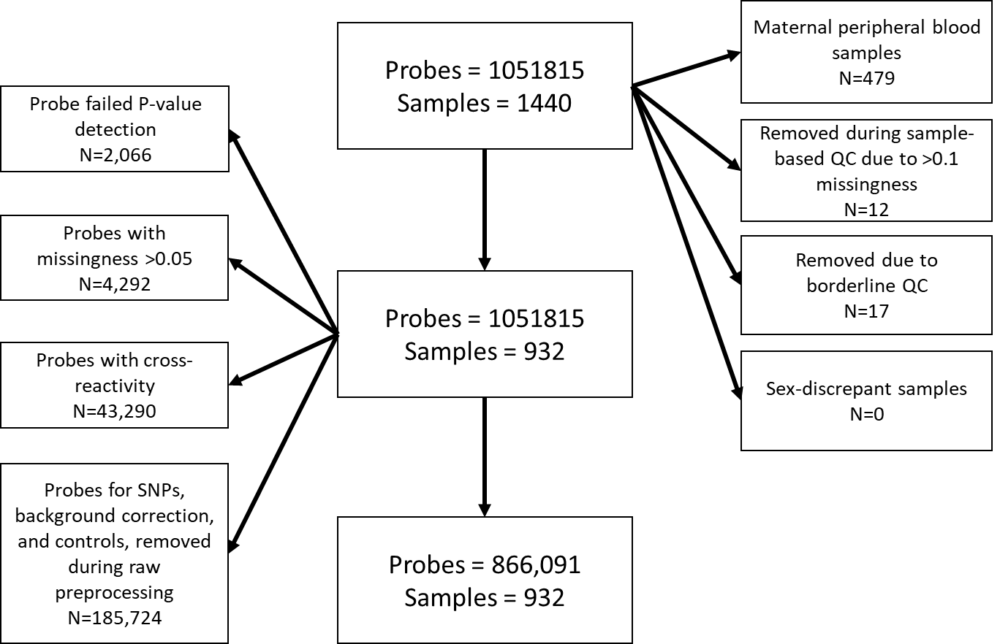 Probes = 1051815
Samples = 1440
Maternal peripheral blood
samples
N=479
Removed during sample-
based QC due to >0.1
missingness
N=12
Removed due to
borderline QC
N=17
Sex-discrepant samples
N=0
Probes = 1051815
Samples = 932
Probe failed P-value
detection
N=2,066
Probes with
missingness >0.05
N=4,292
Probes with cross-
reactivity
N=43,290
Probes for SNPs,
background correction,
and controls, removed
during raw
preprocessing
N=185,724
Probes = 866,091
Samples = 932